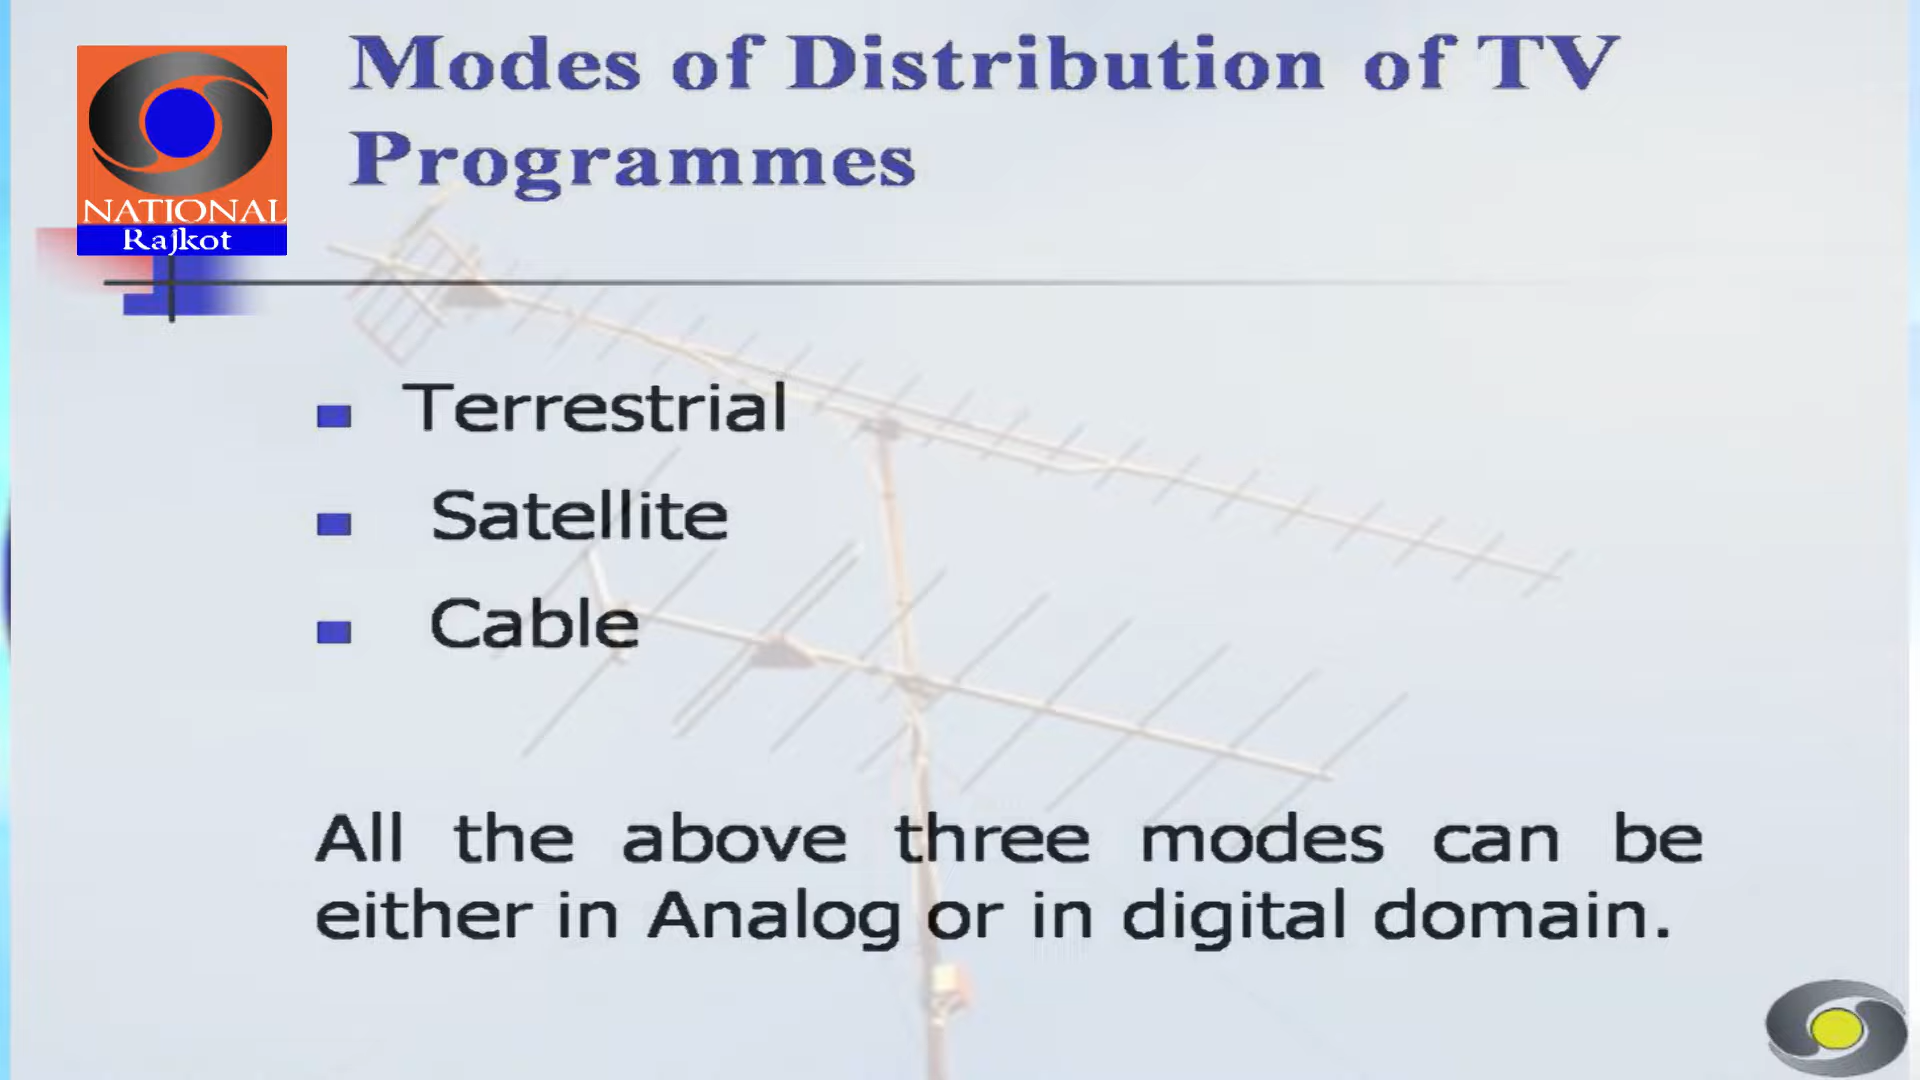 Modes of Distribution of TV
Programmes
NATIONAL
Rajkot
Terrestrial
Satellite
Cable
All the above three modes can be
either in Analog or in digital domain.